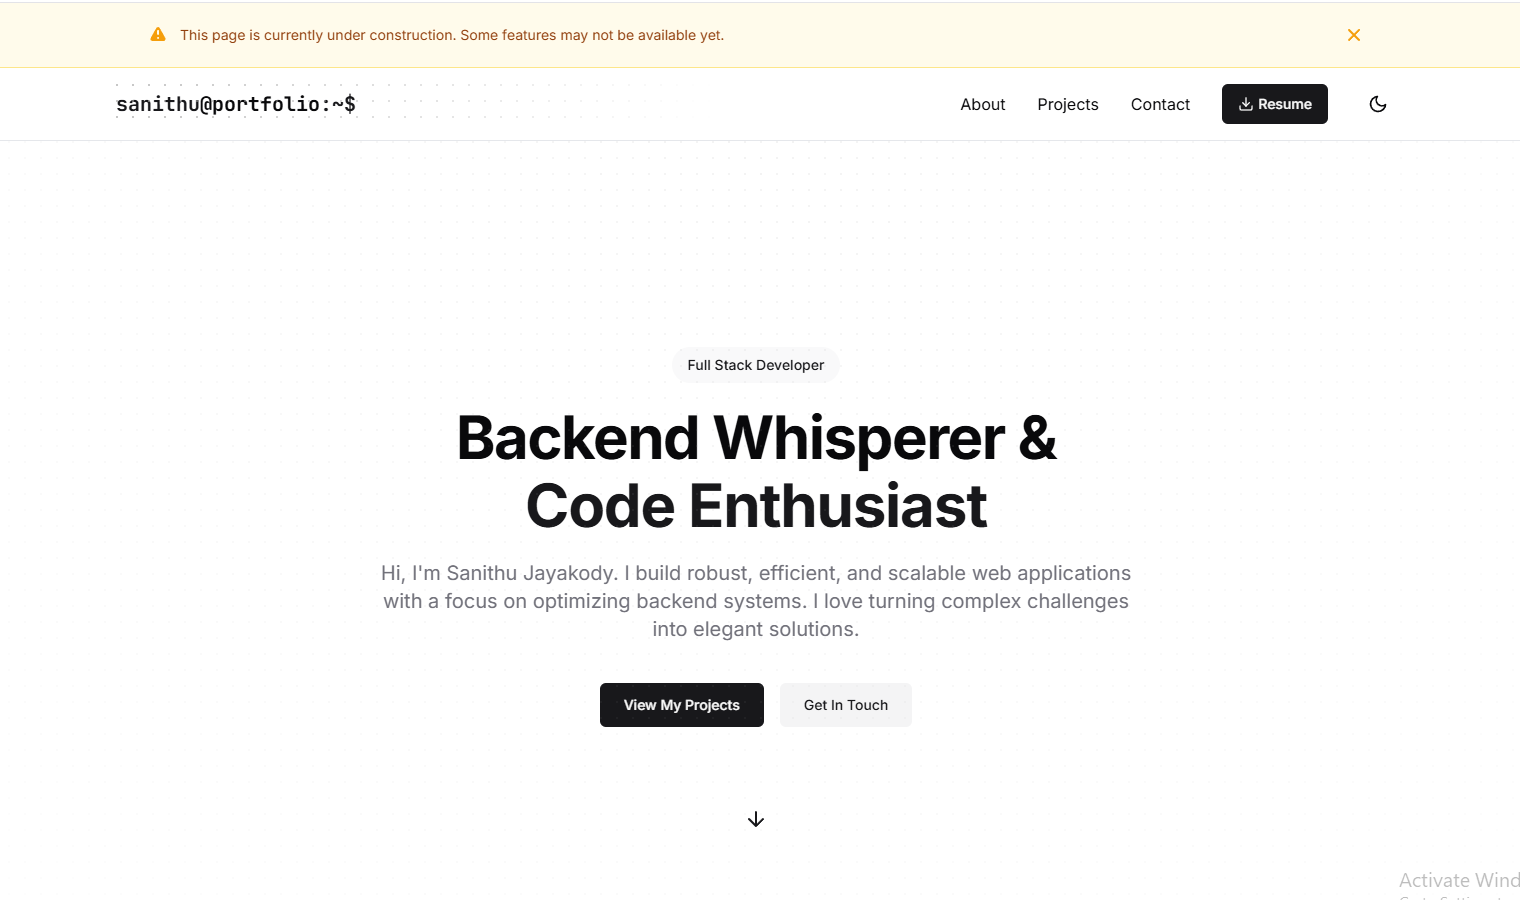 This page is currently under construction. Some features may not be available yet.
sanithu@portfolio:~$
About
Projects
Contact
Resume
Full Stack Developer
Backend Whisperer &
Code Enthusiast
Hi, I'm Sanithu Jayakody. I build robust, efficient, and scalable web applications
with a focus on optimizing backend systems. I love turning complex challenges
into elegant solutions.
View My Projects
Get In Touch
Activate Wind